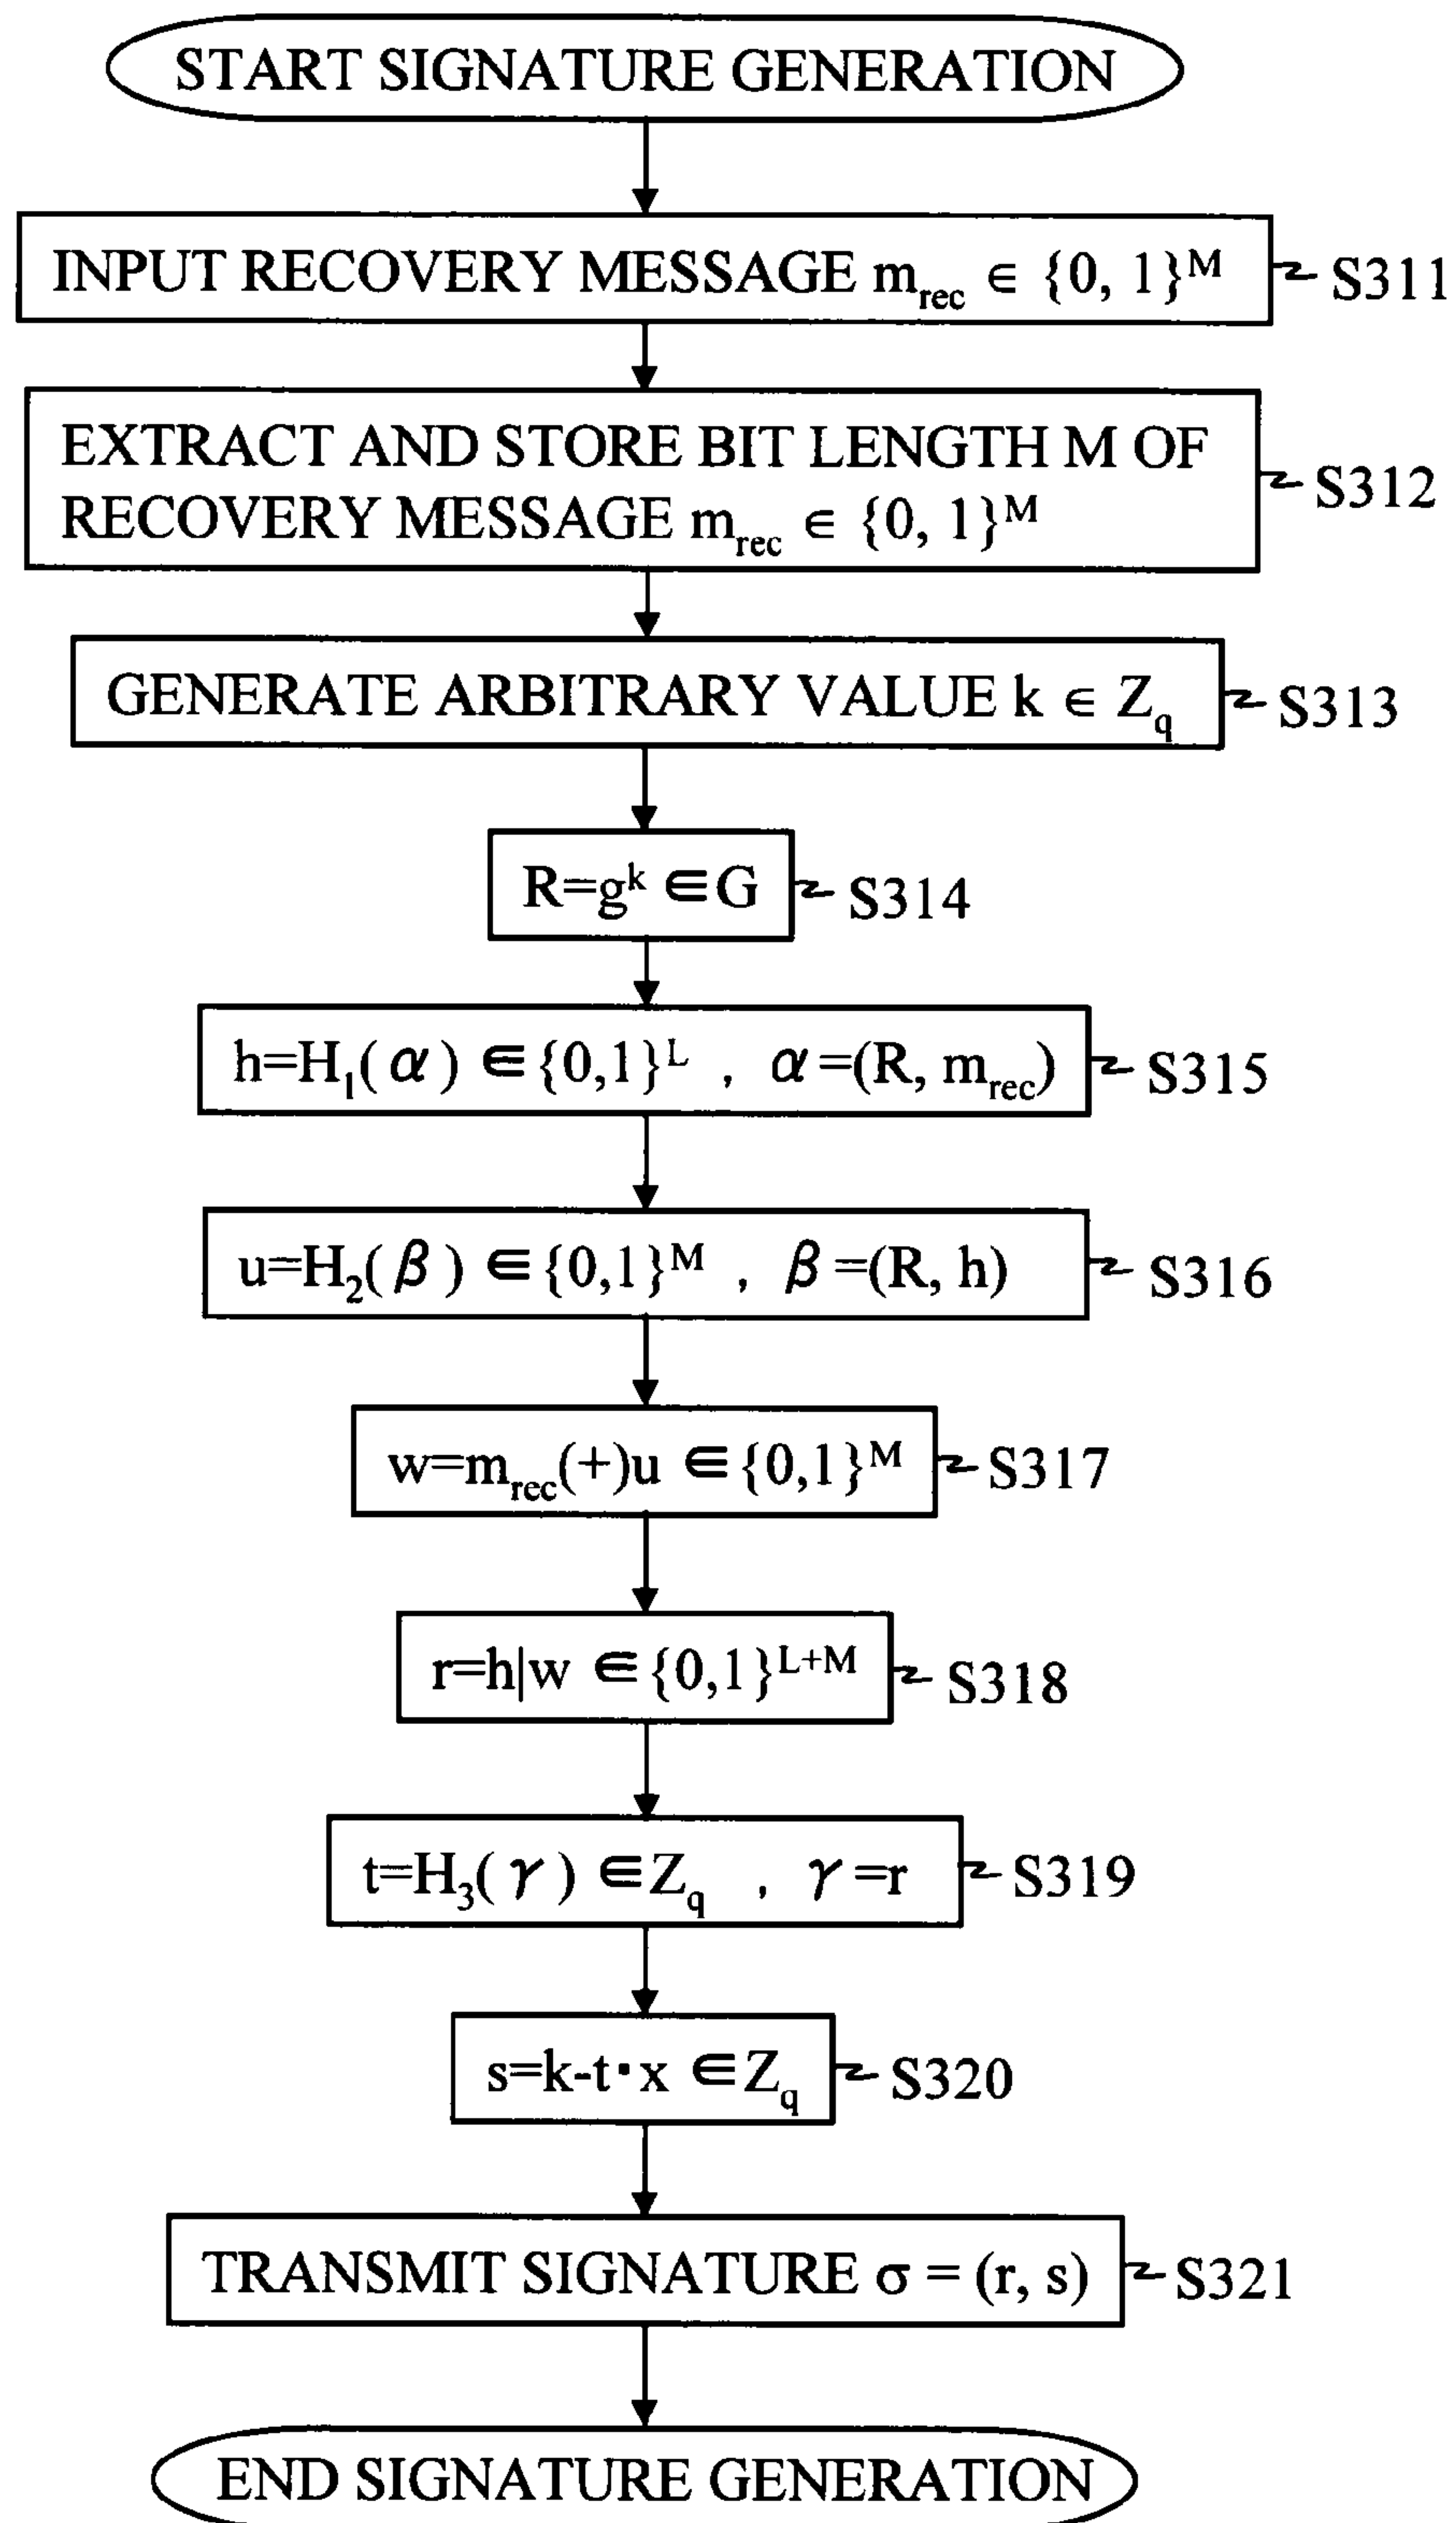 START SIGNATURE GENERATION
INPUT RECOVERY MESSAGE m_rec ∈ {0, 1}^M S311
EXTRACT AND STORE BIT LENGTH M OF
RECOVERY MESSAGE m_rec ∈ {0, 1}^M S312
GENERATE ARBITRARY VALUE k ∈ Z_q S313
R=g^k ∈G S314
h=H_1(α) ∈{0,1}^L , α=(R, m_rec) S315
u=H_2(β) ∈{0,1}^M , β=(R, h) S316
w=m_rec(+)u ∈{0,1}^M S317
r=h|w ∈{0,1}^L+M S318
t=H_3(γ) ∈Z_q , γ=r S319
s=k-t·x ∈Z_q S320
TRANSMIT SIGNATURE σ = (r, s) S321
END SIGNATURE GENERATION